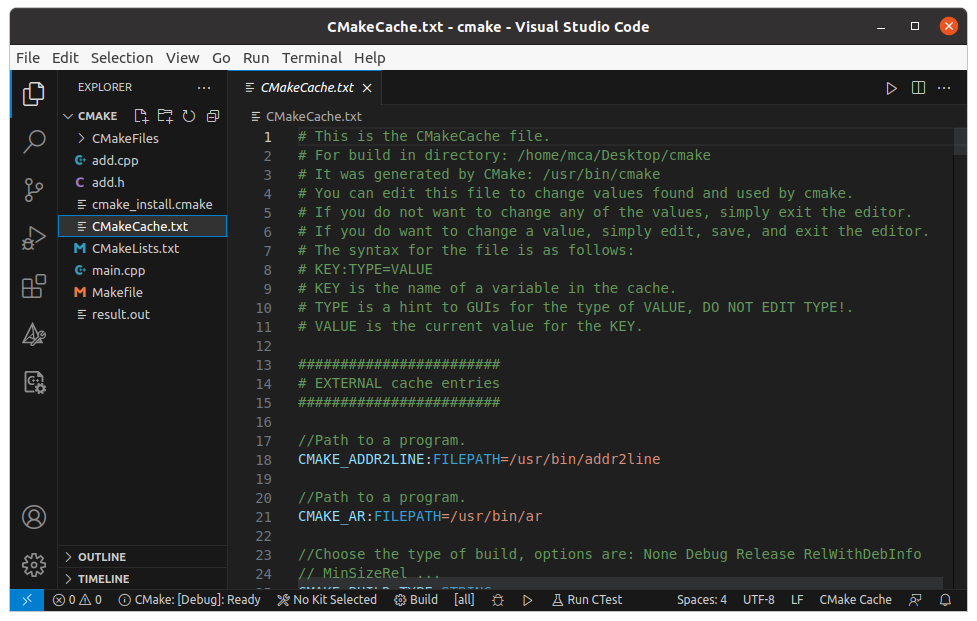 CMakeCache.txt - cmake - Visual Studio Code
File Edit Selection View Go Run Terminal Help
EXPLORER
CMAKE
CMakeFiles
add.cpp
add.h
cmake_install.cmake
CMakeCache.txt
CMakeLists.txt
main.cpp
Makefile
result.out
OUTLINE
TIMELINE
CMakeCache.txt
CMakeCache.txt
1 # This is the CMakeCache file.
2 # For build in directory: /home/mca/Desktop/cmake
3 # It was generated by CMake: /usr/bin/cmake
4 # You can edit this file to change values found and used by cmake.
5 # If you do not want to change any of the values, simply exit the editor.
6 # If you do want to change a value, simply edit, save, and exit the editor.
7 # The syntax for the file is as follows:
8 # KEY:TYPE=VALUE
9 # KEY is the name of a variable in the cache.
10 # TYPE is a hint to GUIs for the type of VALUE, DO NOT EDIT TYPE!.
11 # VALUE is the current value for the KEY.
12
13 ########################
14 # EXTERNAL cache entries
15 ########################
16
17 //Path to a program.
18 CMAKE_ADDR2LINE:FILEPATH=/usr/bin/addr2line
19
20 //Path to a program.
21 CMAKE_AR:FILEPATH=/usr/bin/ar
22
23 //Choose the type of build, options are: None Debug Release RelWithDebInfo
24 // MinSizeRel ...
0 0 CMake: [Debug]: Ready No Kit Selected Build [all] Run CTest Spaces: 4 UTF-8 LF CMake Cache